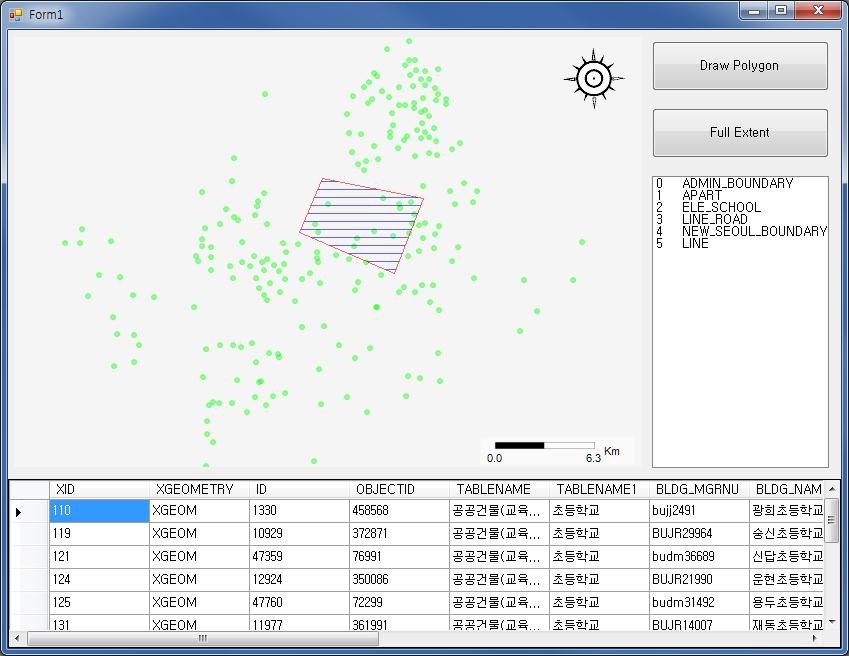 Form1
Draw Polygon
Full Extent
0 ADMIN_BOUNDARY
1 APART
2 ELE_SCHOOL
3 LINE_ROAD
4 NEW_SEOUL_BOUNDARY
5 LINE
0.0 6.3 Km
XID XGEOMETRY ID OBJECTID TABLENAME TABLENAME1 BLDG_MGRNU BLDG_NAM
110 XGEOM 1330 458568 공공건물(교육... 초등학교 bujj2491 광희초등학교
119 XGEOM 10929 372871 공공건물(교육... 초등학교 BUJR29964 숭신초등학교
121 XGEOM 47359 76991 공공건물(교육... 초등학교 budm36689 신답초등학교
124 XGEOM 12924 350086 공공건물(교육... 초등학교 BUJR21990 운현초등학교
125 XGEOM 47760 72299 공공건물(교육... 초등학교 budm31492 용두초등학교
131 XGEOM 11977 361991 공공건물(교육... 초등학교 BUJR14007 재동초등학교